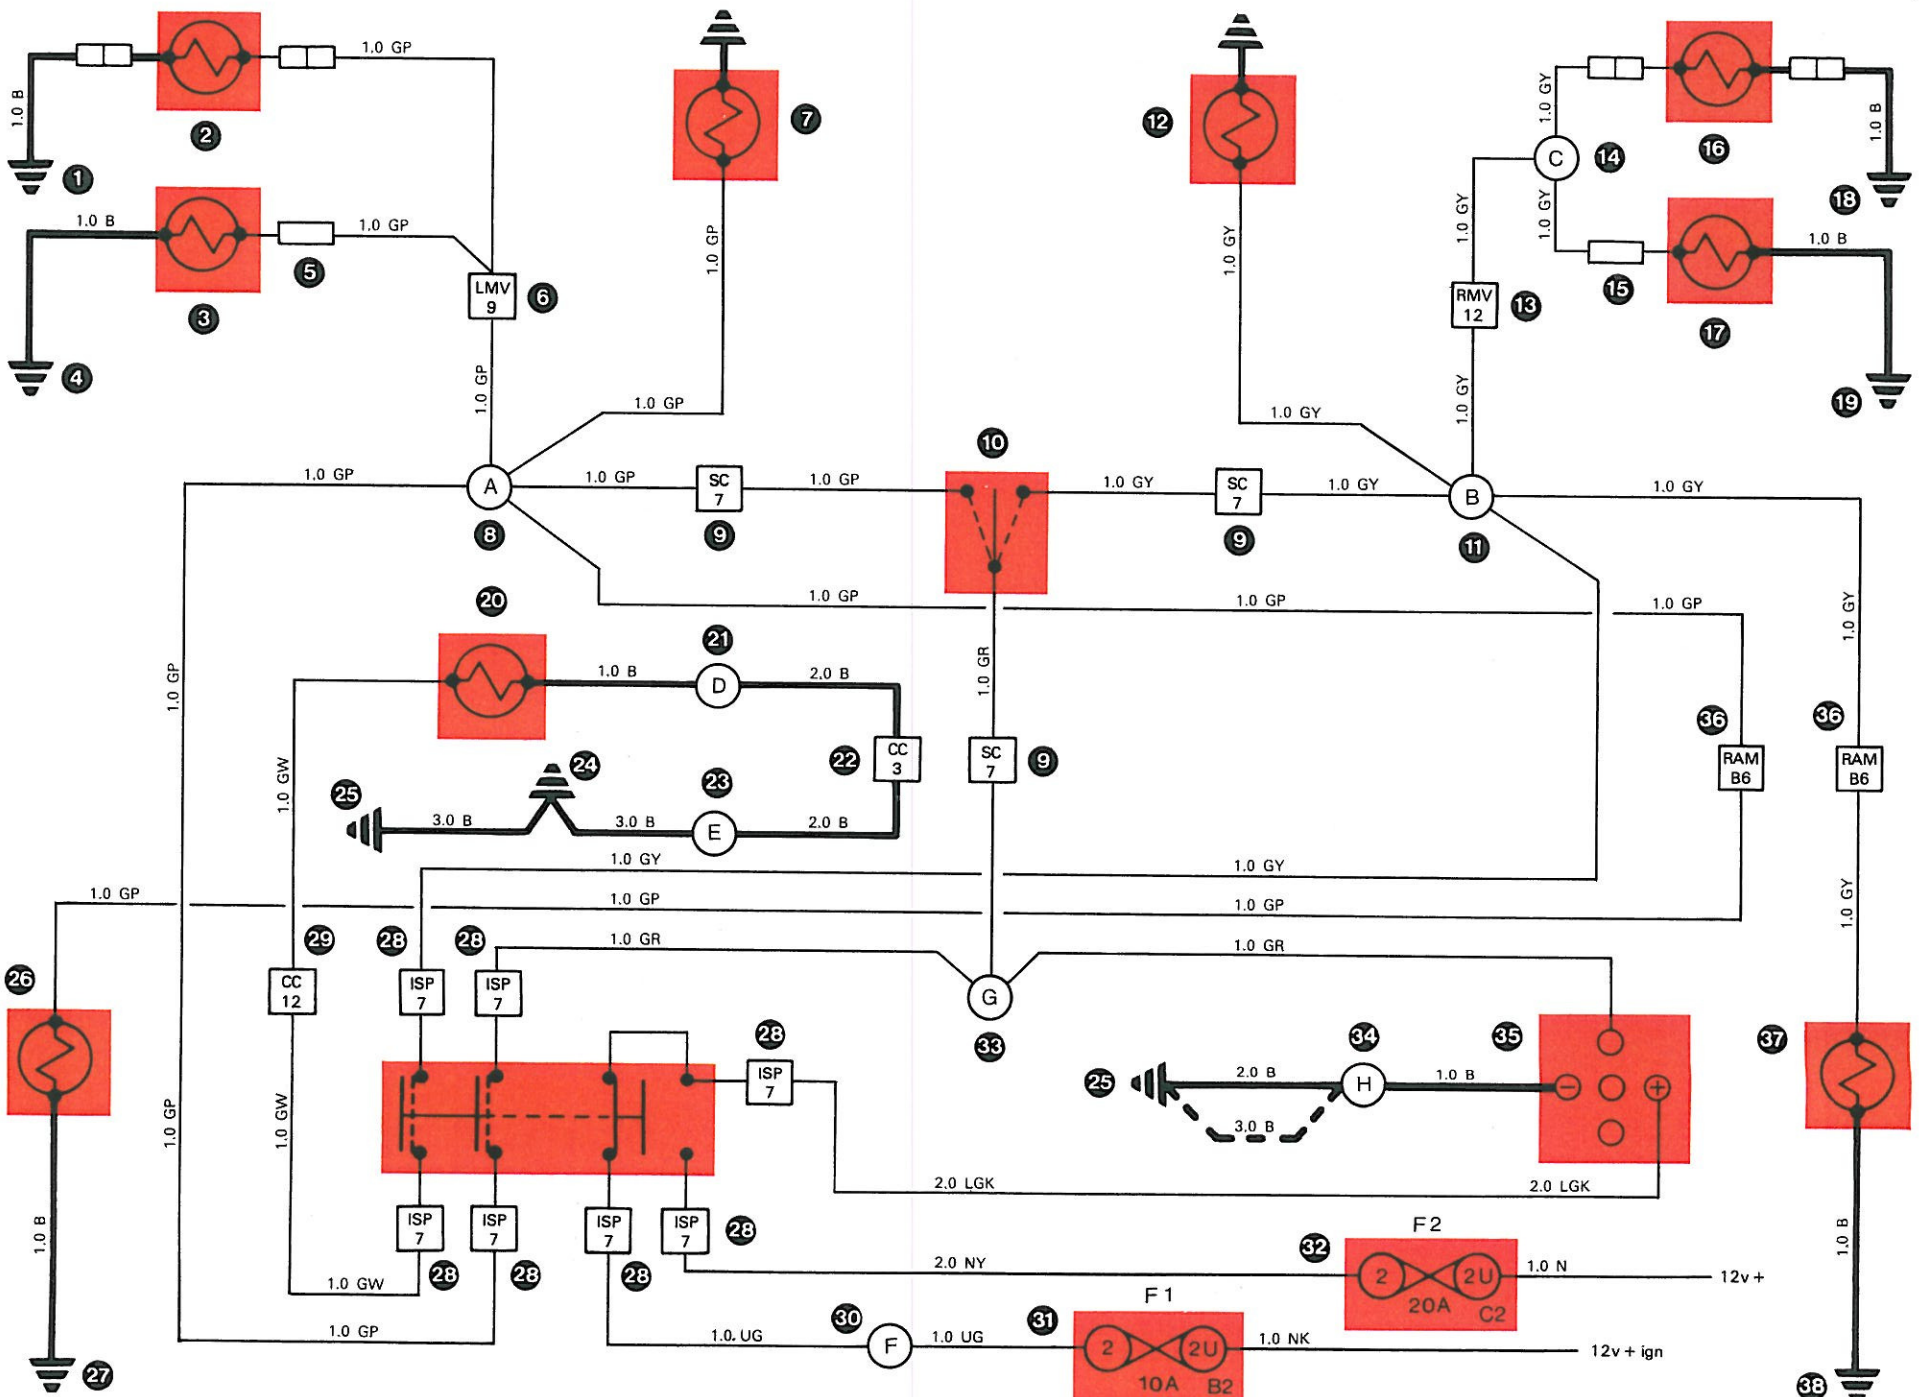 1.0 GP
1.0 GY
1.0 B
2
7
12
16
1.0 B
C
14
1
18
1.0 B
1.0 GP
1.0 GP
1.0 GY
1.0 GY
1.0 GY
1.0 B
5
LMV
9
6
3
RMV
12
13
15
17
4
1.0 GP
1.0 GP
1.0 GY
1.0 GY
19
10
1.0 GP
A
1.0 GP
SC
7
1.0 GP
1.0 GY
SC
7
1.0 GY
B
1.0 GY
8
9
9
11
20
1.0 GP
1.0 GP
1.0 GP
1.0 GY
21
1.0 GP
1.0 B
D
2.0 B
1.0 GR
36
36
CC
3
22
SC
7
9
RAM
B6
RAM
B6
1.0 GW
24
23
25
3.0 B
3.0 B
E
2.0 B
1.0 GY
1.0 GY
1.0 GP
1.0 GP
1.0 GP
1.0 GY
29
28
28
1.0 GR
1.0 GR
26
CC
12
ISP
7
ISP
7
G
33
28
34
35
37
ISP
7
25
2.0 B
H
1.0 B
−
+
3.0 B
1.0 GP
1.0 GW
2.0 LGK
2.0 LGK
ISP
7
ISP
7
ISP
7
ISP
7
28
1.0 B
1.0 B
F2
32
28
28
28
2.0 NY
2
2U
1.0 N
12v +
20A
C2
1.0 GW
F1
30
31
1.0 GP
1.0. UG
F
1.0 UG
2
2U
1.0 NK
12v + ign
10A
B2
27
38